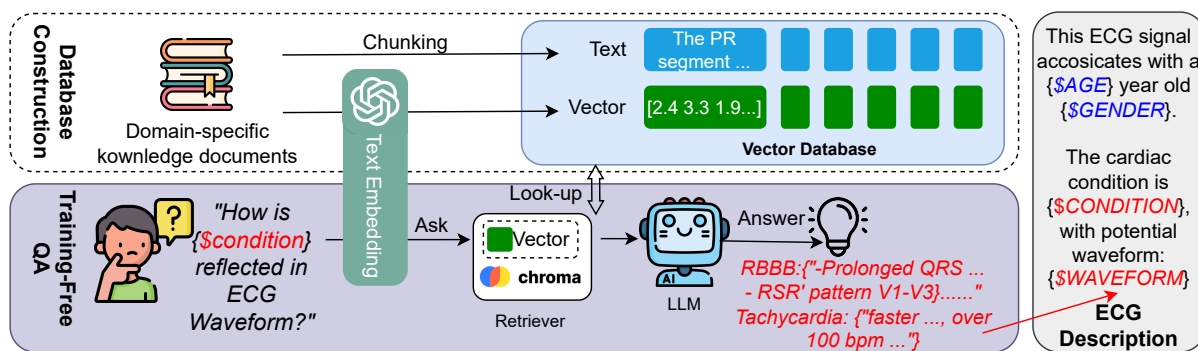 Database
Construction
Domain-specific
kownledge documents
Chunking
Text Embedding
Text
The PR
segment ...
Vector
[2.4 3.3 1.9...]
Vector Database
Training-Free
QA
"How is
{$condition}
reflected in
ECG
Waveform?"
Ask
Look-up
Vector
chroma
Retriever
AI
LLM
Answer
RBBB:{"-Prolonged QRS ...
- RSR' pattern V1-V3}......"
Tachycardia: {"faster ..., over
100 bpm ..."}
This ECG signal
accosicates with a
{$AGE} year old
{$GENDER}.
The cardiac
condition is
{$CONDITION},
with potential
waveform:
{$WAVEFORM}
ECG
Description